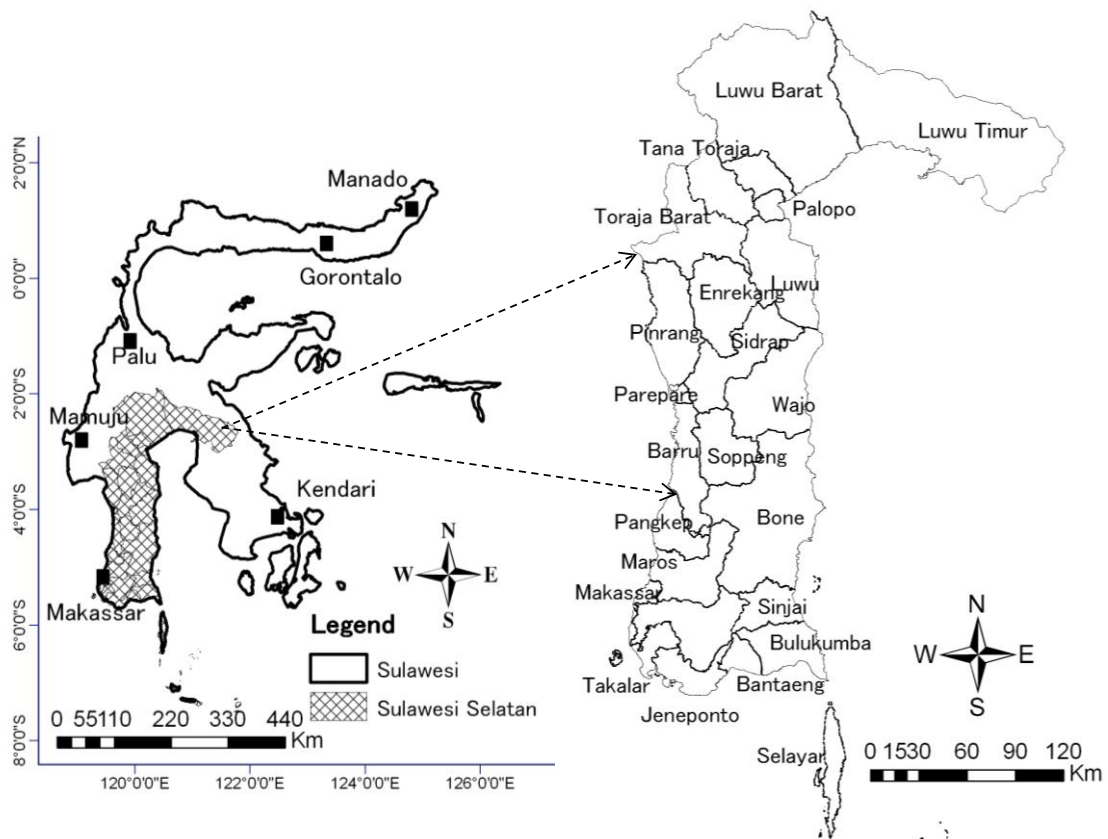 2°0'0"N
0°0'0"
2°0'0"S
4°0'0"S
6°0'0"S
8°0'0"S
120°0'0"E
122°0'0"E
124°0'0"E
126°0'0"E
Manado
Gorontalo
Palu
Mamuju
Kendari
Makassar
N
W
E
S
Legend
Sulawesi
Sulawesi Selatan
0 55110 220 330 440
Km
Luwu Barat
Luwu Timur
Tana Toraja
Palopo
Toraja Barat
Luwu
Enrekang
Pinrang
Sidrap
Parepare
Wajo
Barru
Soppeng
Pangkep
Bone
Maros
Makassar
Sinjai
Bulukumba
Takalar
Bantaeng
Jeneponto
Selayar
N
W
E
S
0 1530 60 90 120
Km